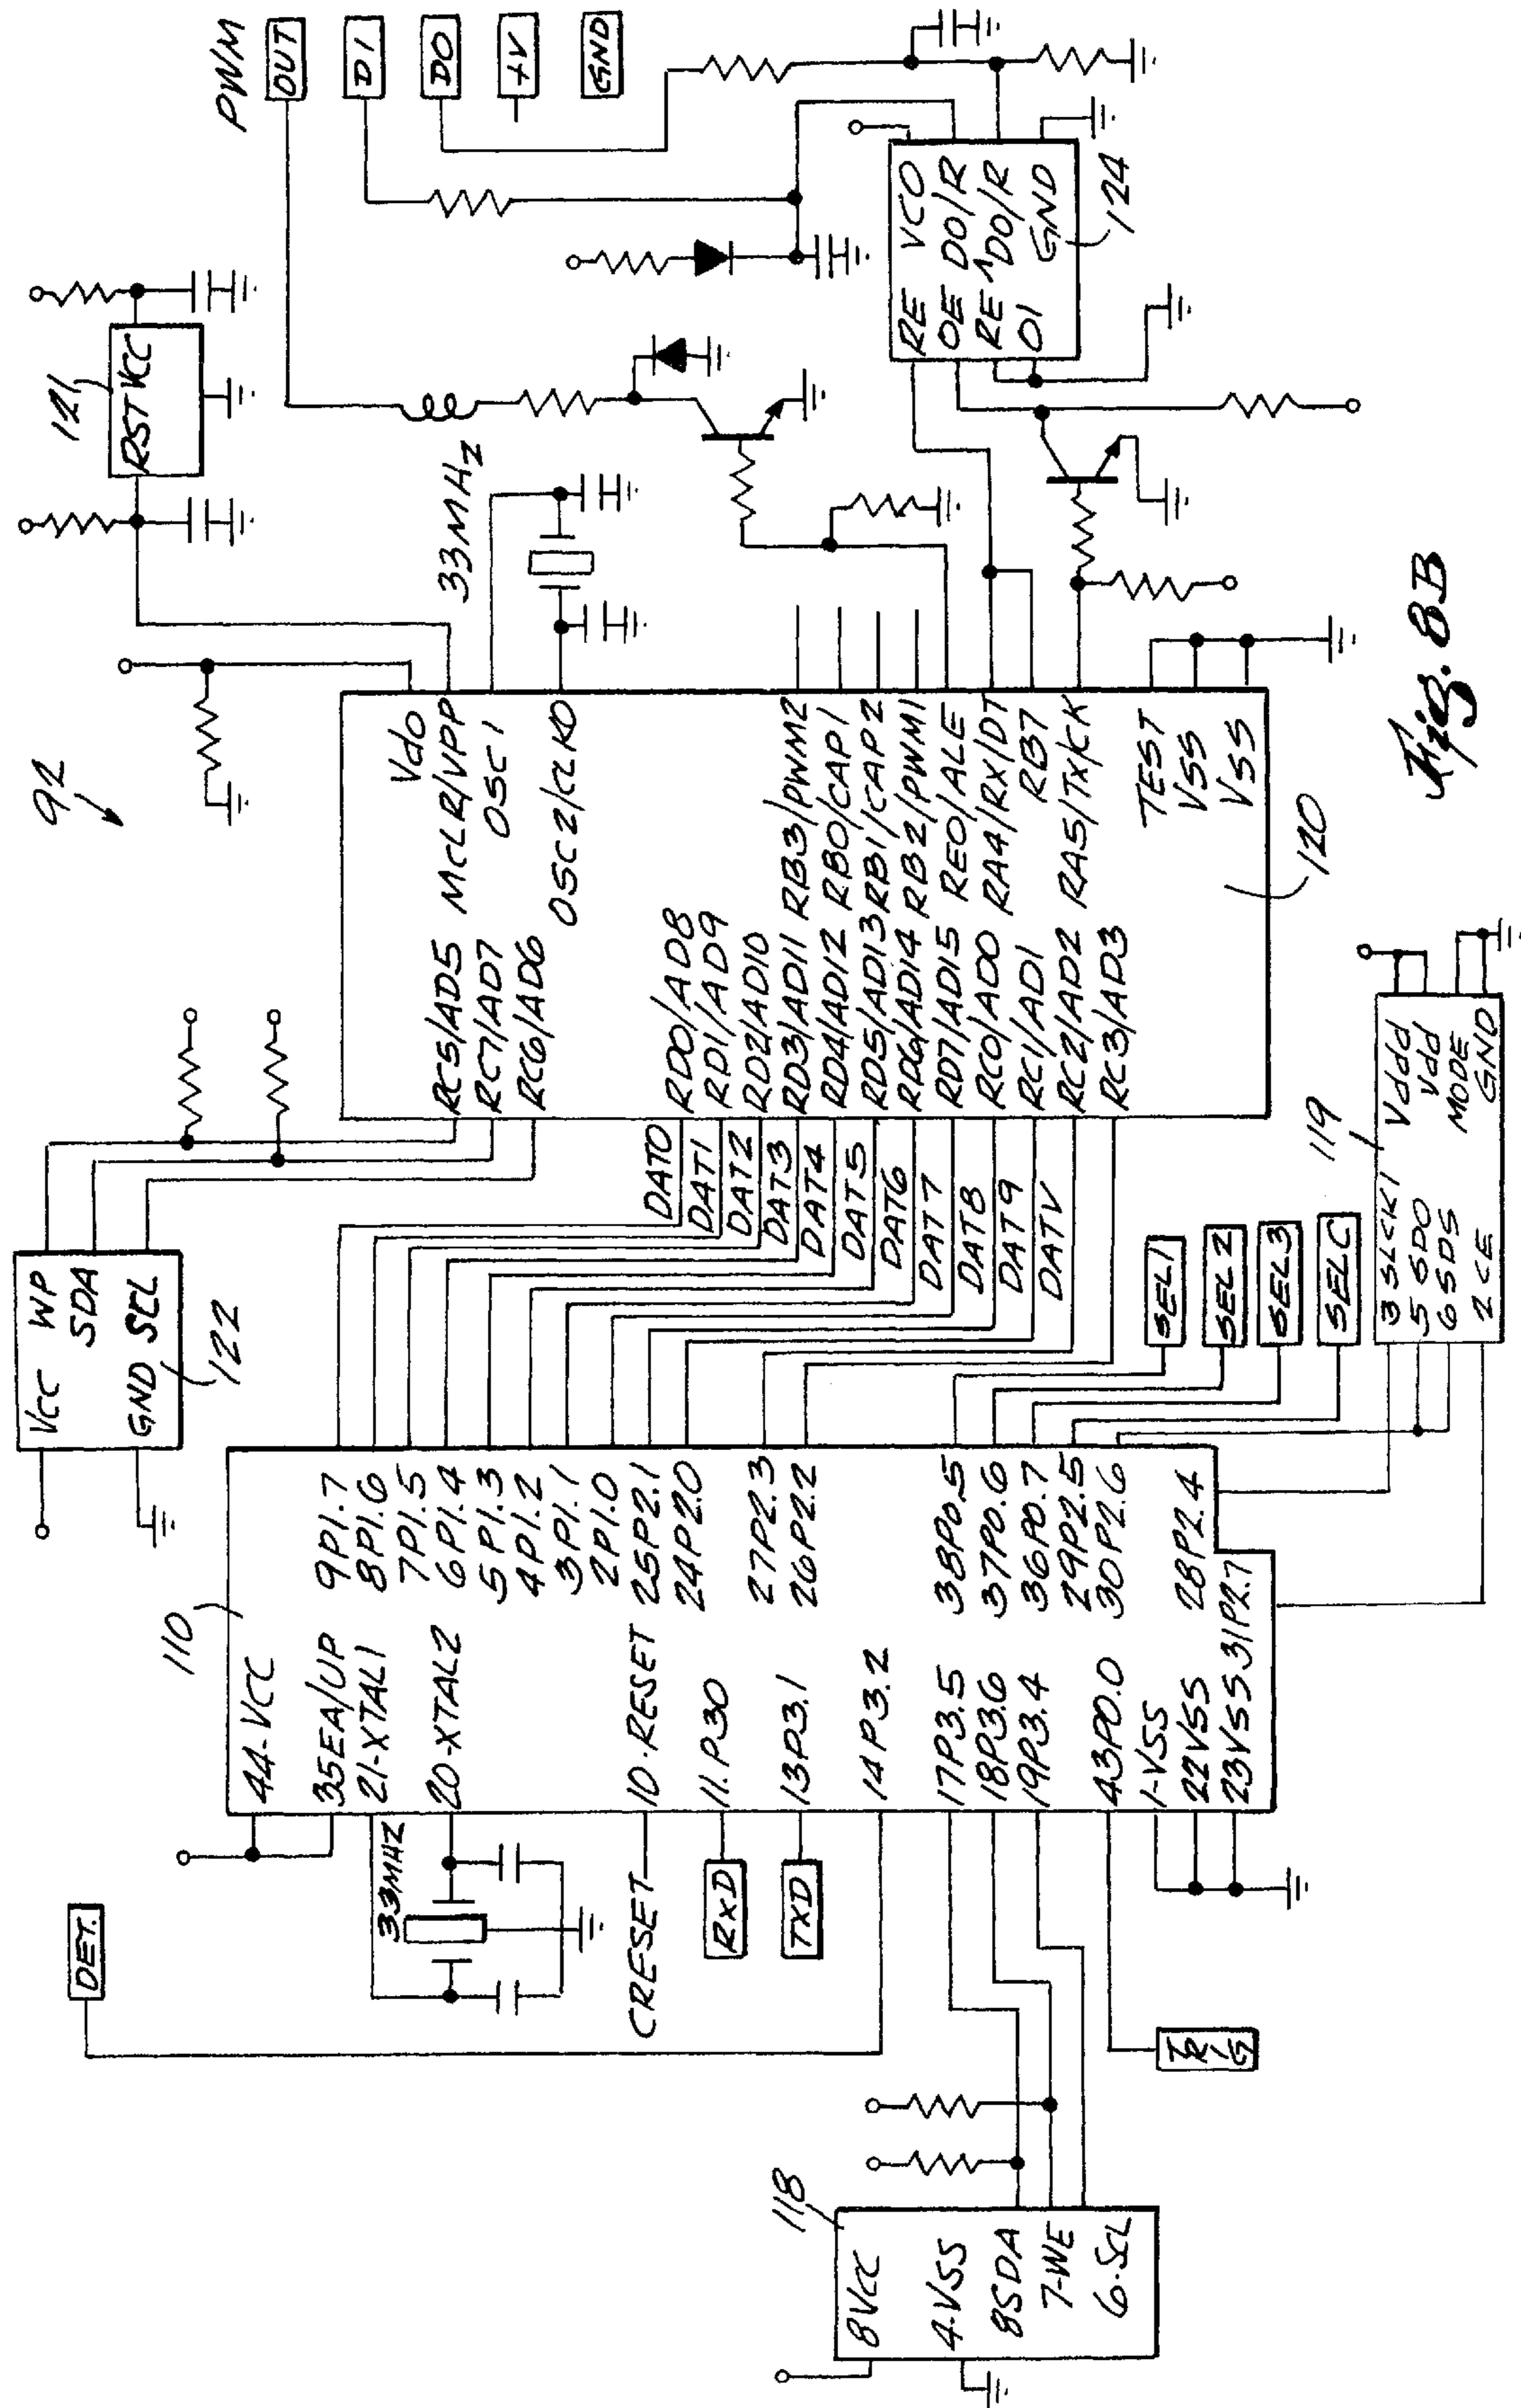 92
110
44-VCC
35EA/UP
21-XTAL1
20-XTAL2
10-RESET
11.P30
13P3.1
14P3.2
17P3.5
18P3.6
19P3.4
43P0.0
1-VSS
22VSS
23VSS
9P1.7
8P1.6
7P1.5
6P1.4
5P1.3
4P1.2
3P1.1
2P1.0
25P2.1
24P2.0
27P2.3
26P2.2
38P0.5
37P0.6
36P0.7
29P2.5
30P2.6
28P2.4
31P2.7
DET.
33MHZ
CRESET
RXD
TXD
TRIG
118
8VCC
4-VSS
8SDA
7-WE
6-SCL
VCC WP
SDA
GND SCL
122
DAT0
DAT1
DAT2
DAT3
DAT4
DAT5
DAT6
DAT7
DAT8
DAT9
DATV
SEL1
SEL2
SEL3
SELC
119
3 SLCK1 Vddd
5 SDO Vdd
6 SDS MODE
2 CE GND
Vdo
RC5/AD5 MCLR/VPP
RC7/AD7 OSC1
RC6/AD6
OSC2/CLKO
RD0/AD8
RD1/AD9
RD2/AD10
RD3/AD11 RB3/PWM2
RD4/AD12 RB0/CAP1
RD5/AD13 RB1/CAP2
RD6/AD14 RB2/PWM1
RD7/AD15 RE0/ALE
RC0/AD0 RA4/RX/DT
RC1/AD1 RB7
RC2/AD2 RA5/TX/CK
RC3/AD3
TEST
VSS
VSS
120
33MHz
121
RST VCC
PWM
OUT
DI
DO
+V
GND
RE VCO
OE DO/R
RE ^DO/R
OI GND
124
Fig. 8B